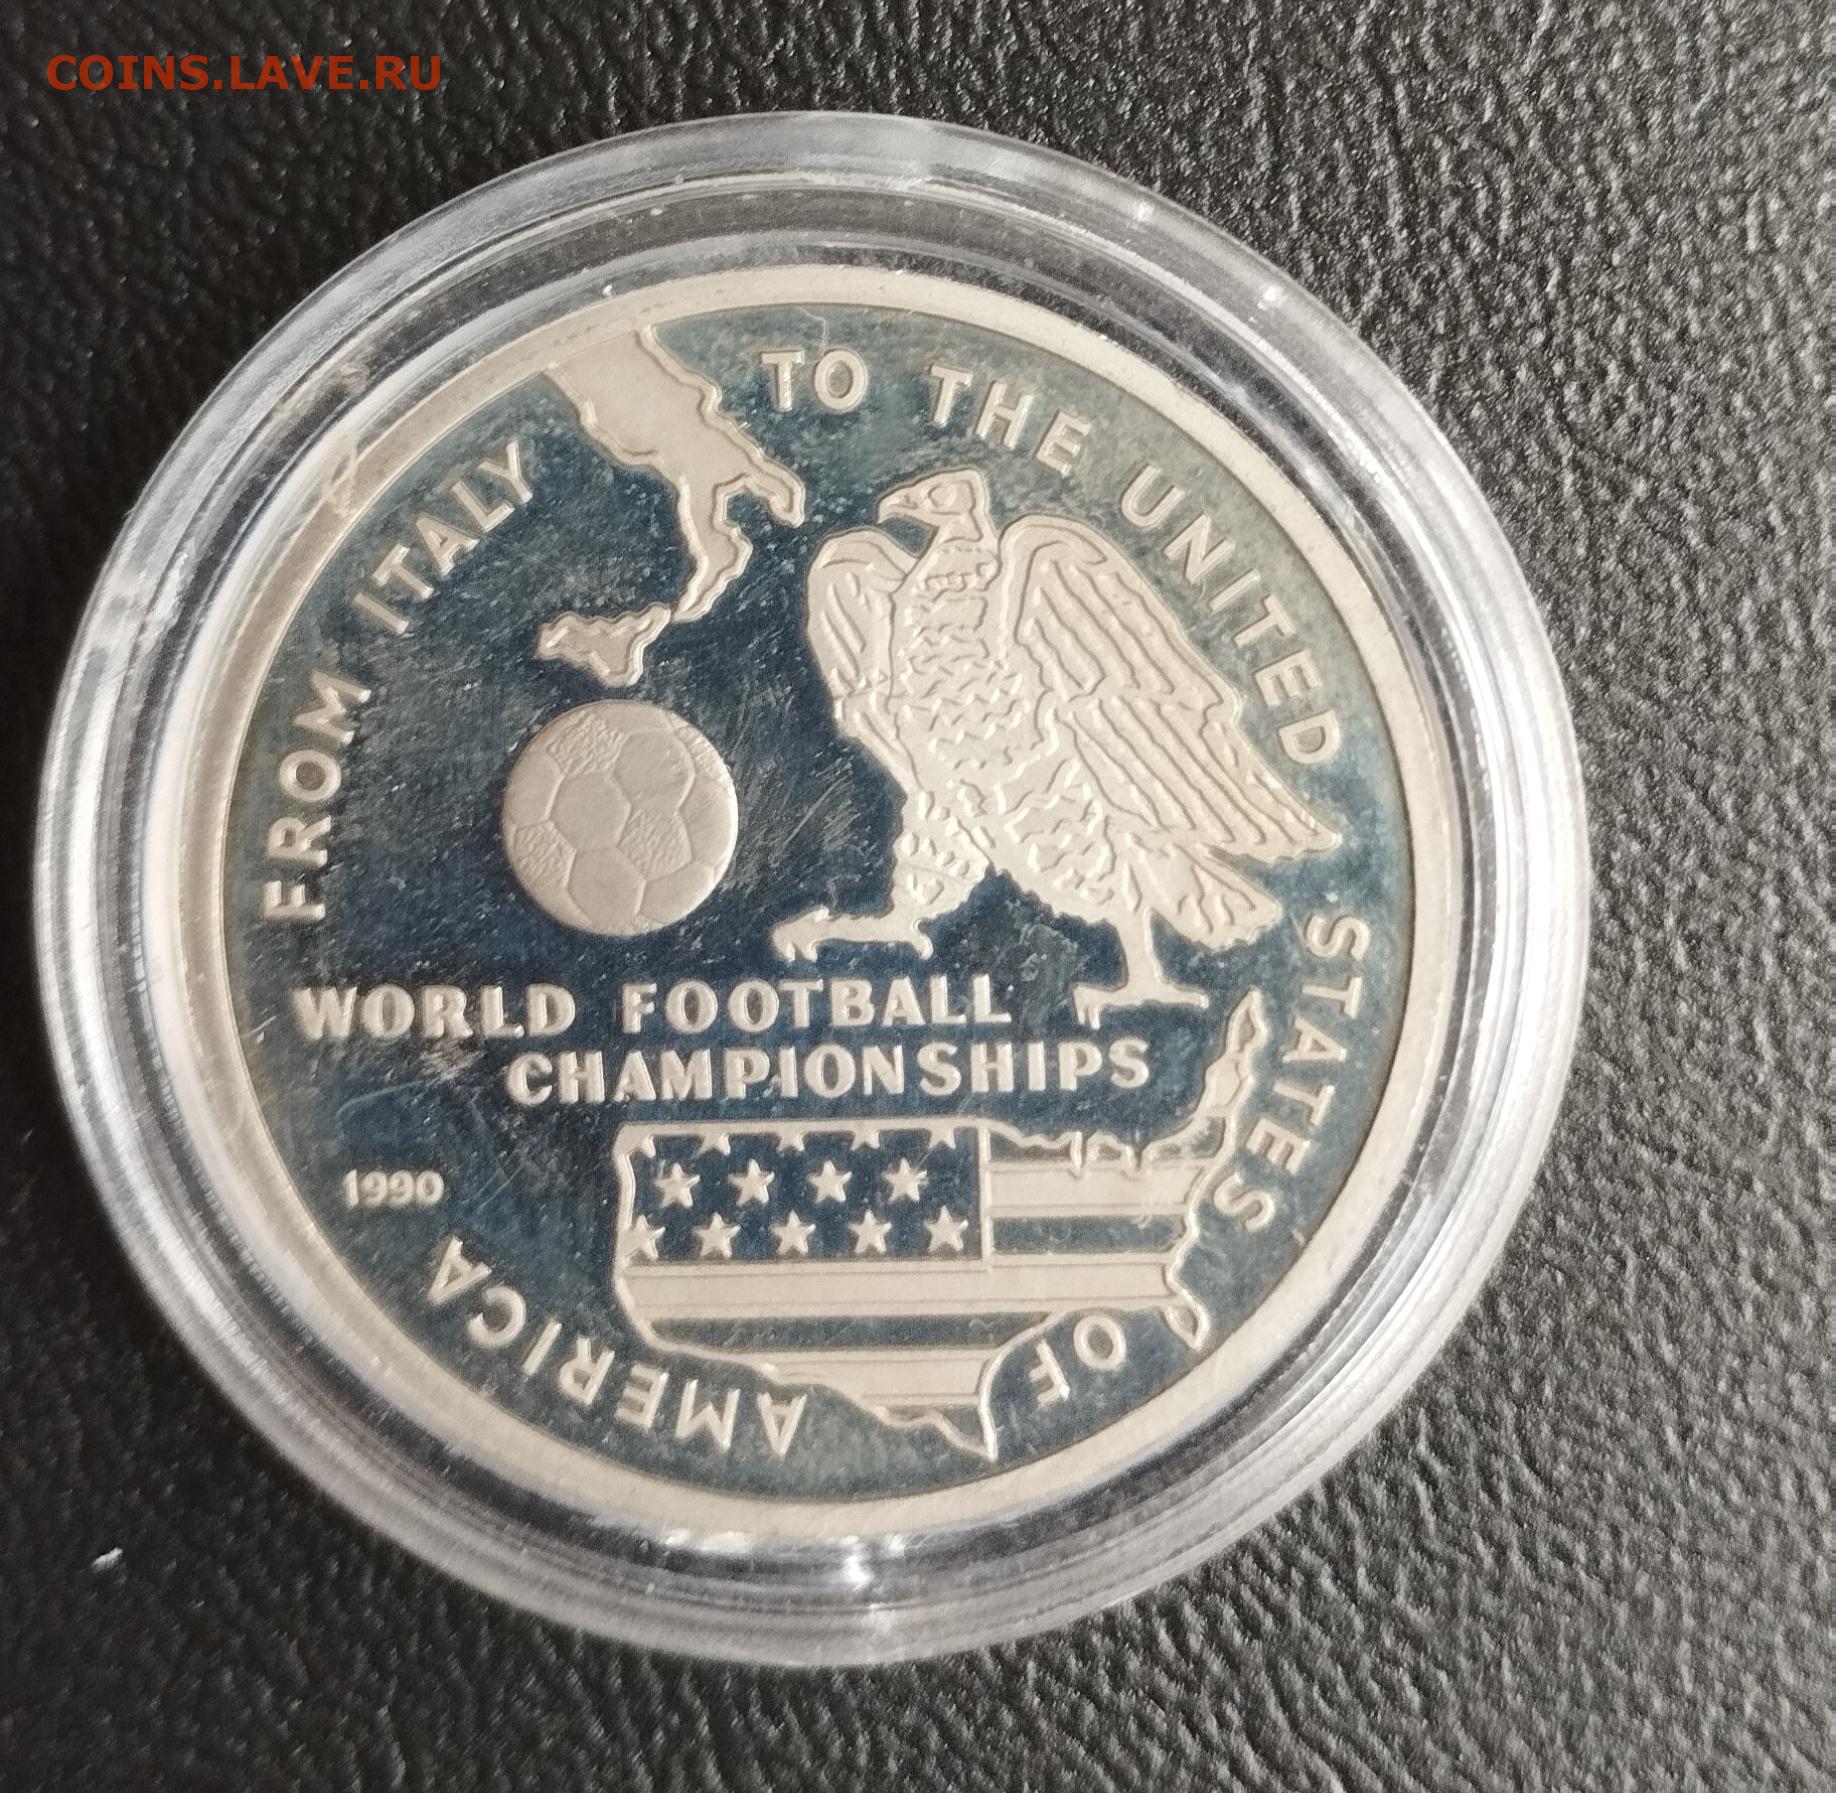 COINS.LAVE.RU
FROM ITALY TO THE UNITED STATES OF AMERICA
WORLD FOOTBALL
CHAMPIONSHIPS
1990